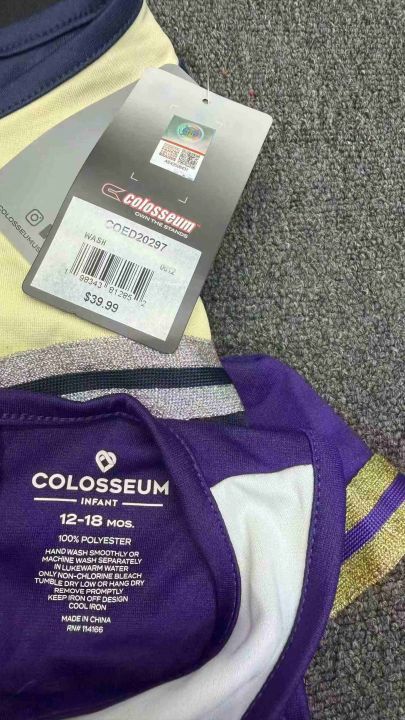 colosseum
OWN THE STANDS
COED20297
WASH
0012
$39.99
COLOSSEUM
INFANT
12-18 MOS.
100% POLYESTER
HAND WASH SMOOTHLY OR
MACHINE WASH SEPARATELY
IN LUKEWARM WATER
ONLY NON-CHLORINE BLEACH
TUMBLE DRY LOW OR HANG DRY
REMOVE PROMPTLY
KEEP IRON OFF DESIGN
COOL IRON
MADE IN CHINA
RN# 114166